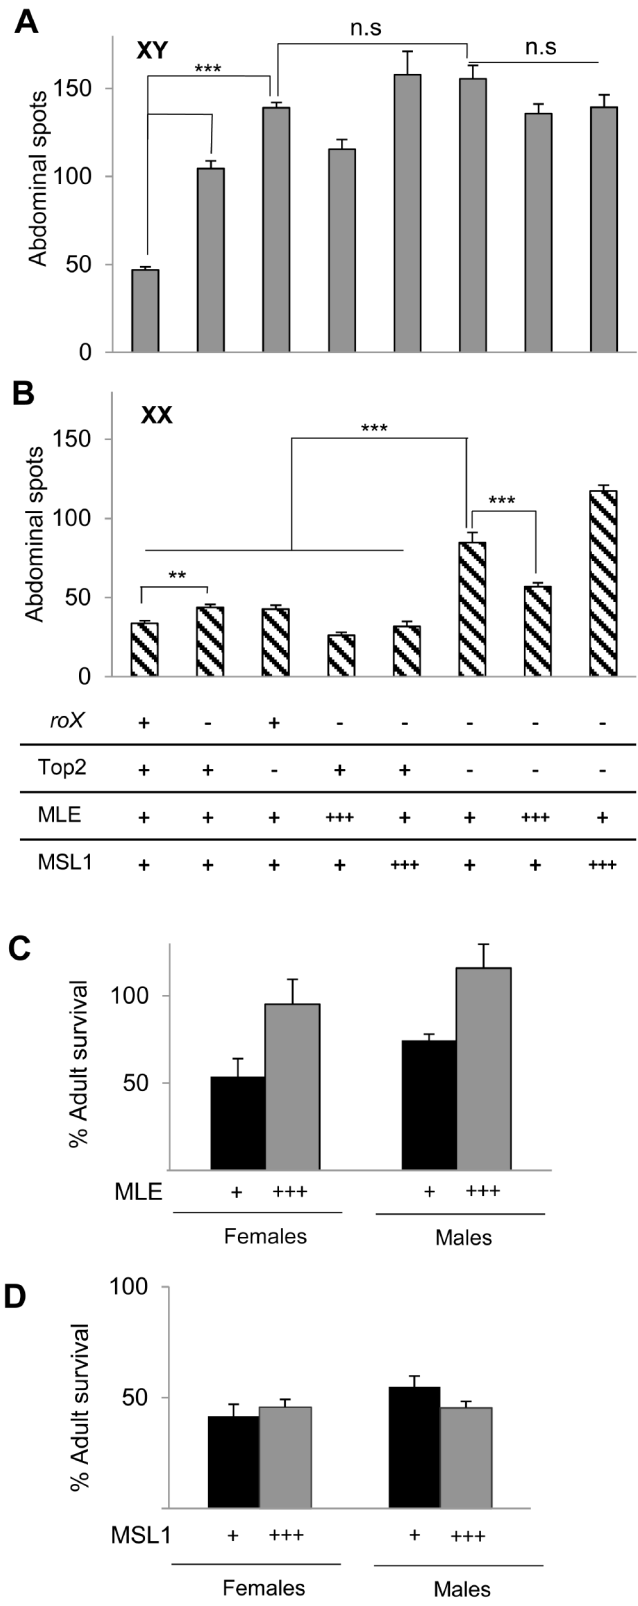 A
XY
n.s
n.s
***
Abdominal spots
150
100
50
0
B
XX
***
***
**
Abdominal spots
150
100
50
0
roX + - + - - - - -
Top2 + + - + + - - -
MLE + + + +++ + + +++ +
MSL1 + + + + +++ + + +++
C
% Adult survival
100
50
MLE + +++ + +++
Females Males
D
% Adult survival
100
50
MSL1 + +++ + +++
Females Males